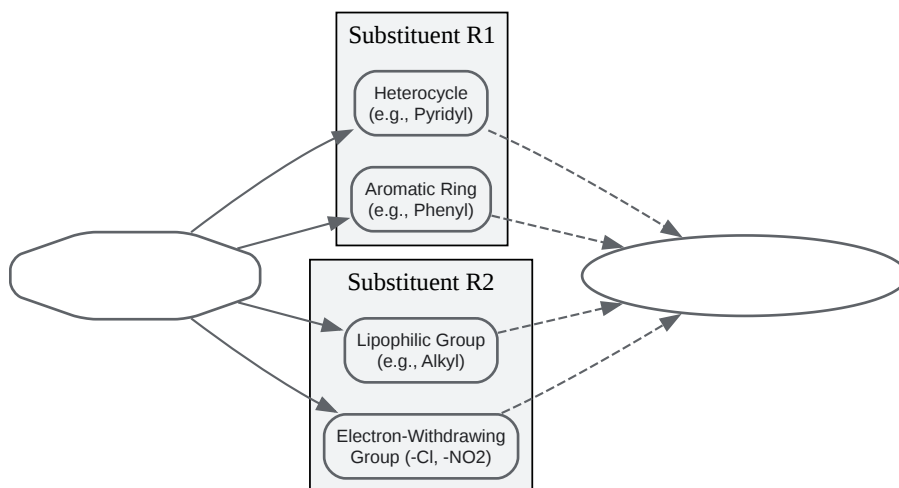 Substituent R1
Heterocycle
(e.g., Pyridyl)
Aromatic Ring
(e.g., Phenyl)
Substituent R2
Lipophilic Group
(e.g., Alkyl)
Electron-Withdrawing
Group (-Cl, -NO2)